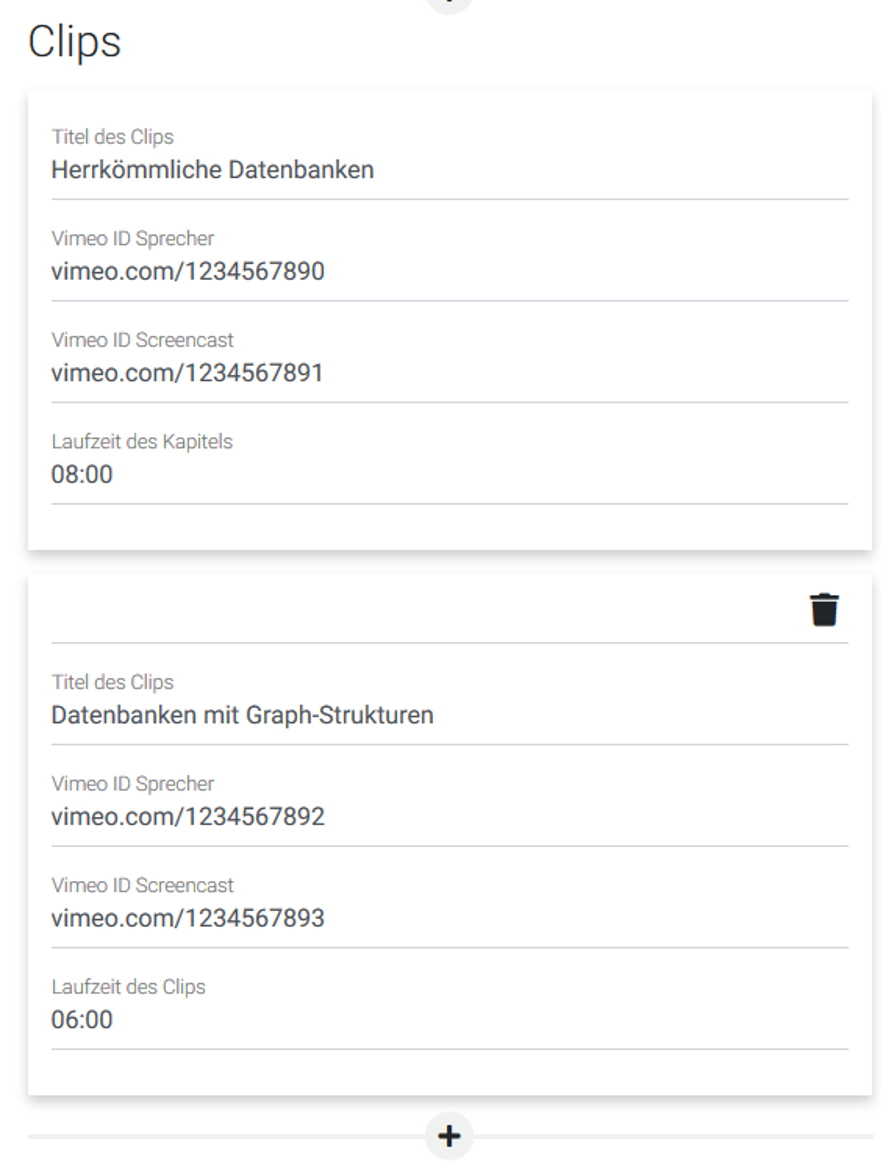 Clips
Titel des Clips
Herrkömmliche Datenbanken
Vimeo ID Sprecher
vimeo.com/1234567890
Vimeo ID Screencast
vimeo.com/1234567891
Laufzeit des Kapitels
08:00
Titel des Clips
Datenbanken mit Graph-Strukturen
Vimeo ID Sprecher
vimeo.com/1234567892
Vimeo ID Screencast
vimeo.com/1234567893
Laufzeit des Clips
06:00